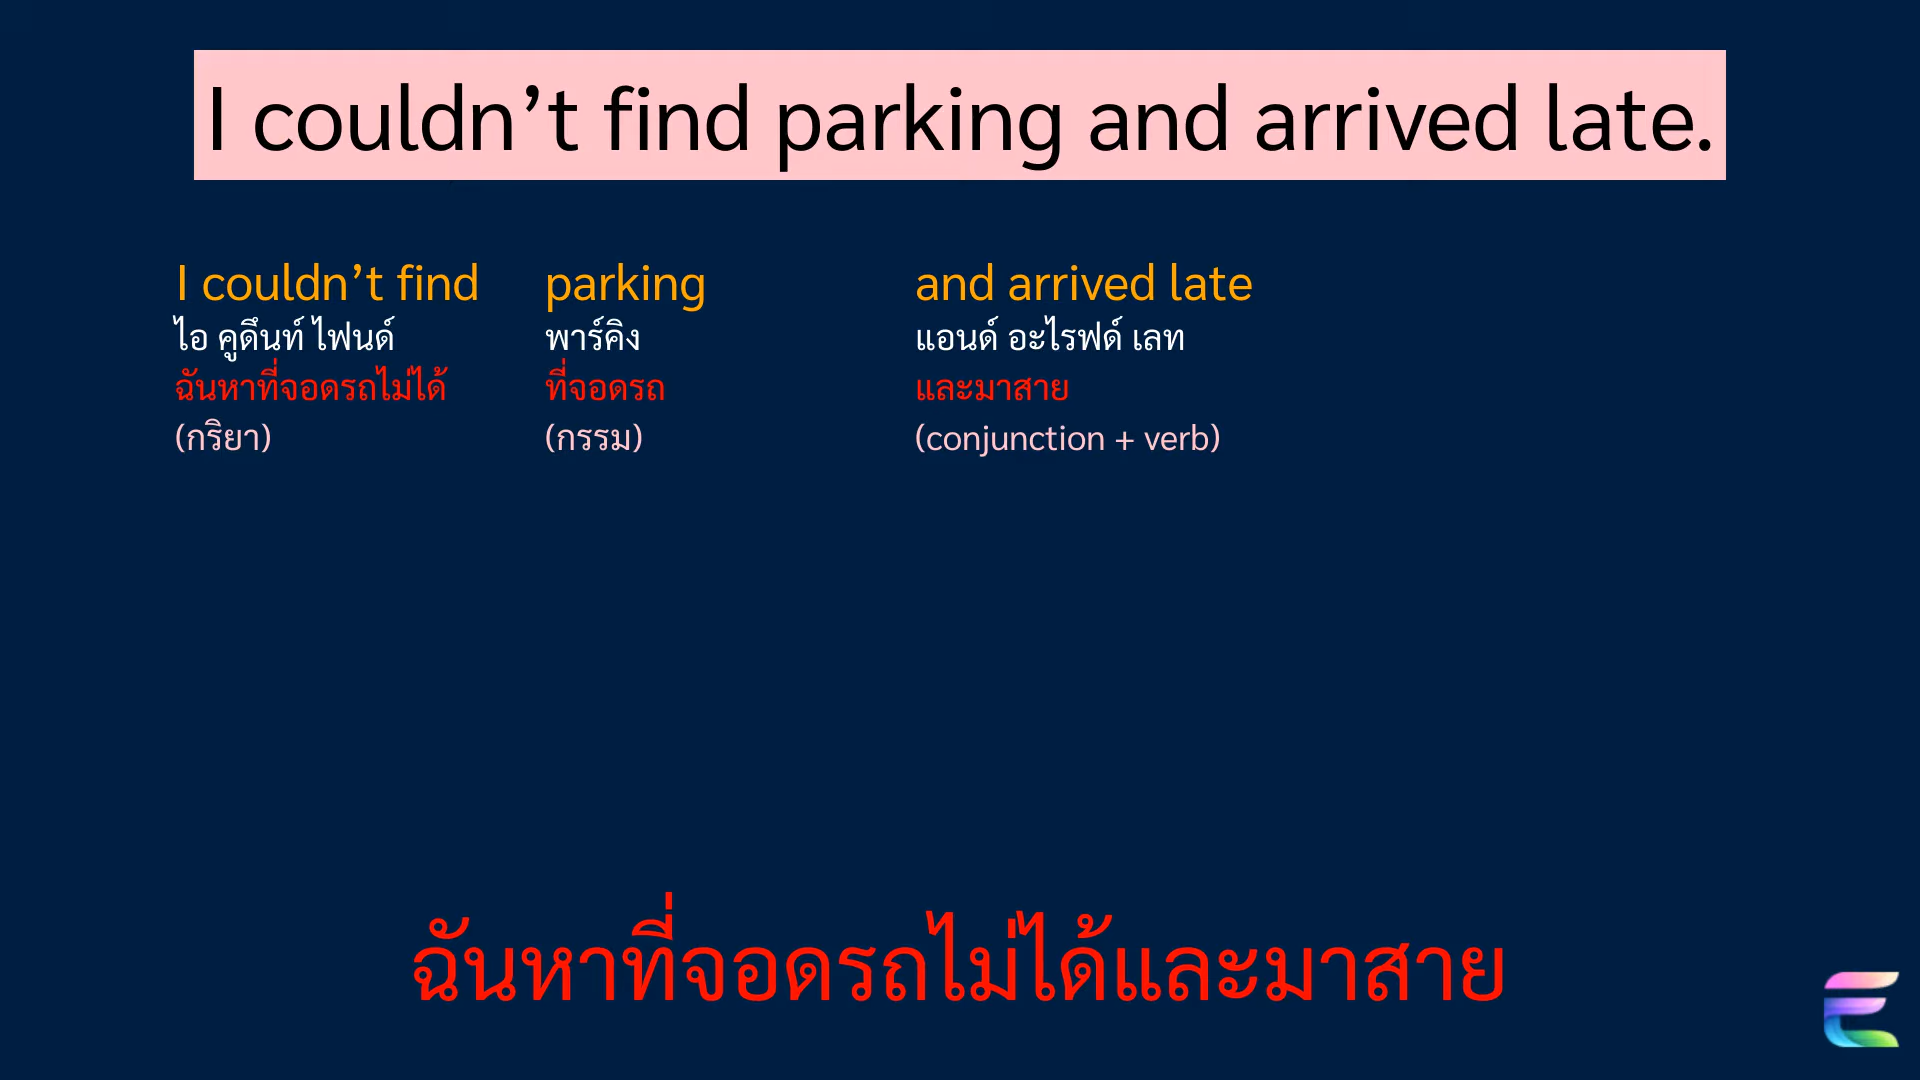 I couldn’t find parking and arrived late.
I couldn’t find
ไอ คูดึนท์ ไฟนด์
ฉันหาที่จอดรถไม่ได้
(กริยา)
parking
พาร์คิง
ที่จอดรถ
(กรรม)
and arrived late
แอนด์ อะไรฟด์ เลท
และมาสาย
(conjunction + verb)
ฉันหาที่จอดรถไม่ได้และมาสาย